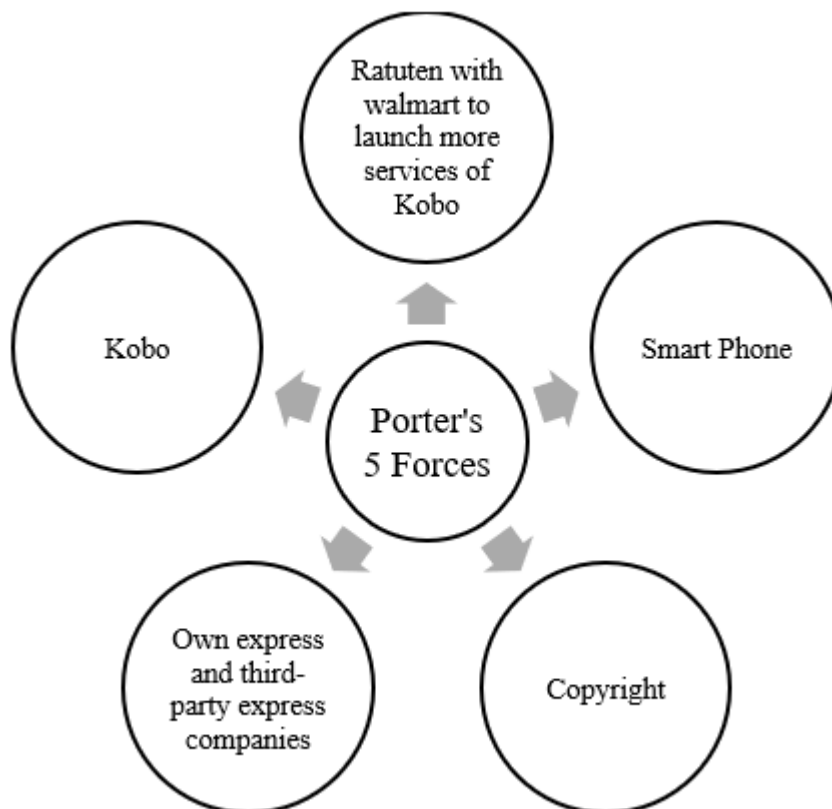 Ratuten with
walmart to
launch more
services of
Kobo
Kobo
Smart Phone
Porter's
5 Forces
Own express
and third-
party express
companies
Copyright